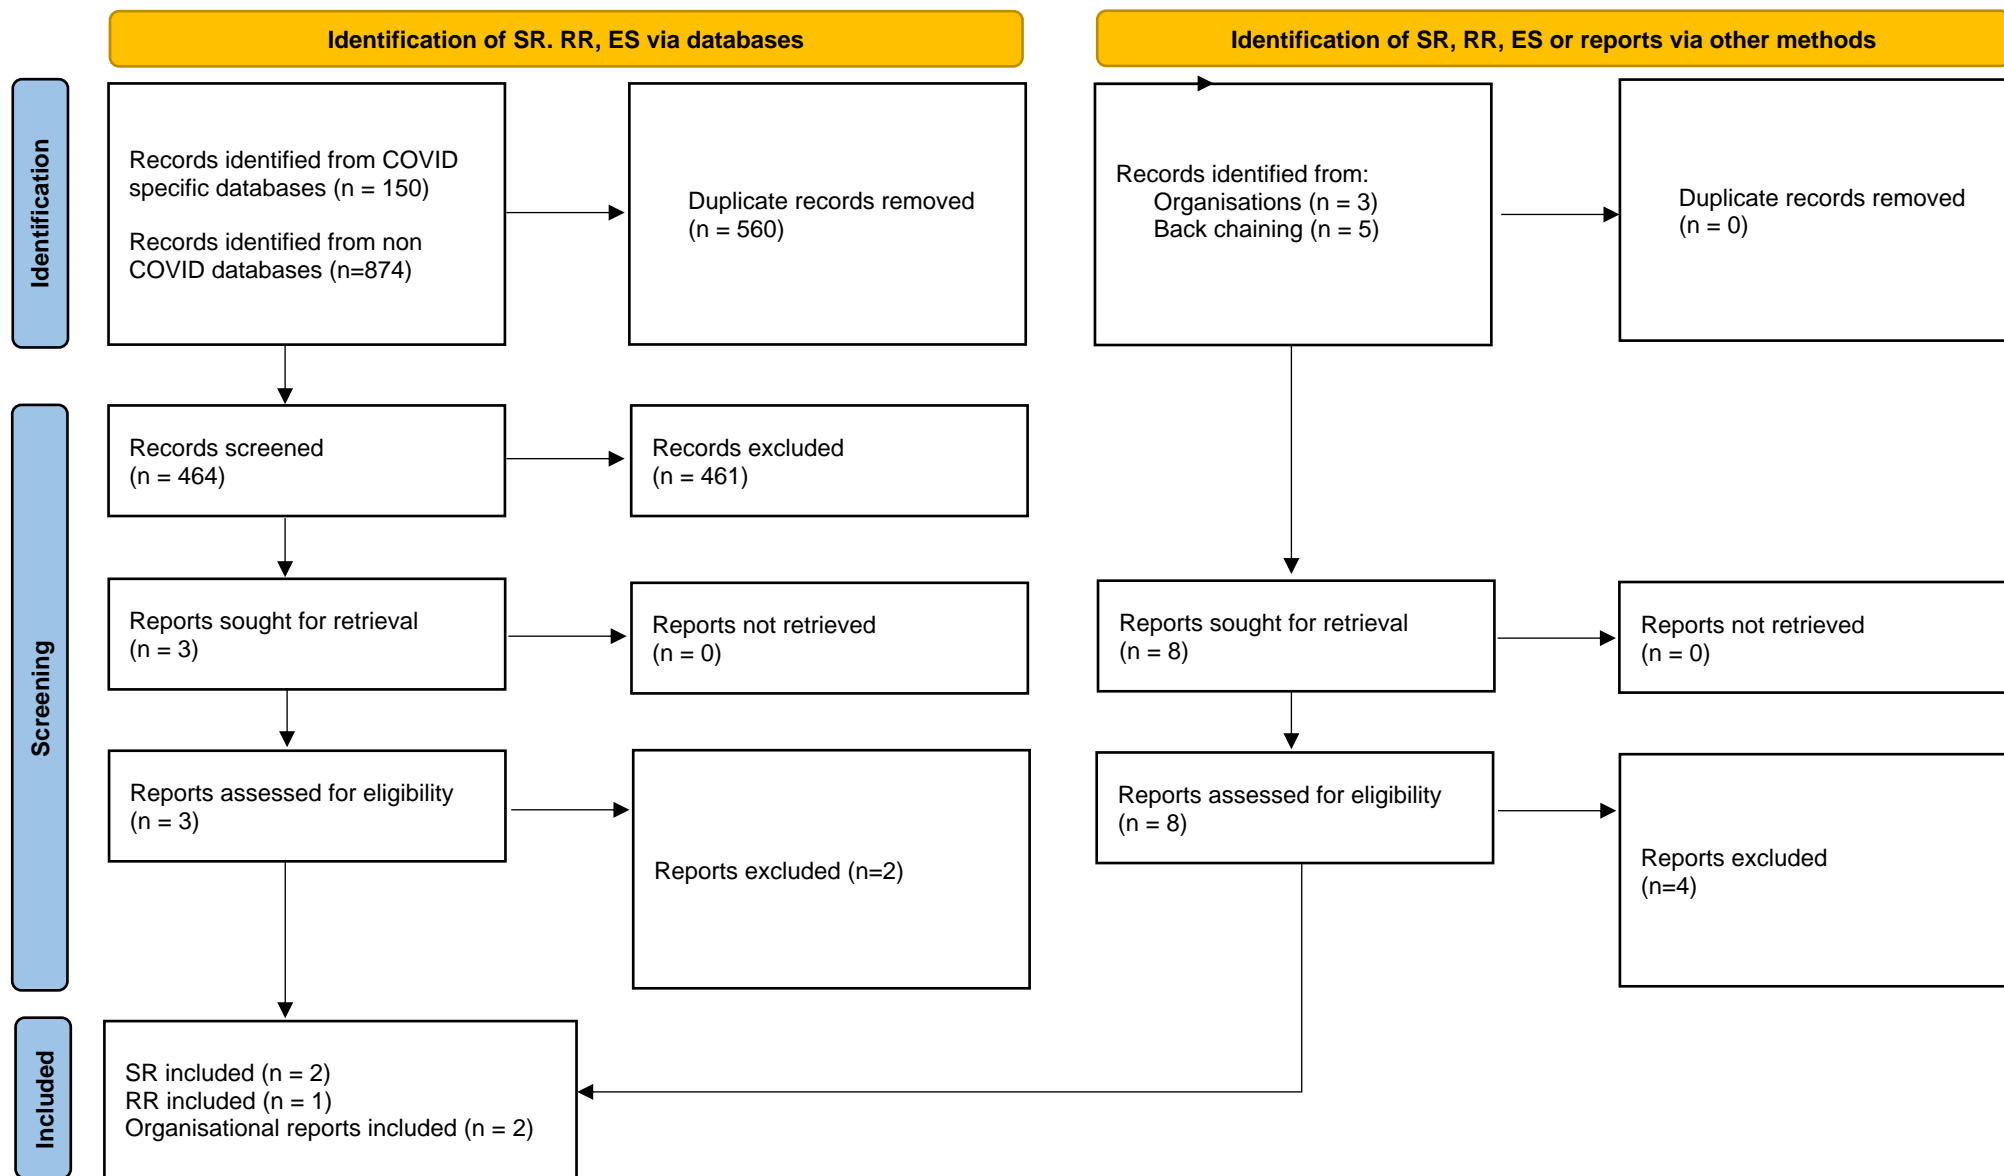 Identification of SR. RR, ES via databases
Identification of SR, RR, ES or reports via other methods
Identification
Records identified from COVID
specific databases (n = 150)
Records identified from non
COVID databases (n=874)
Duplicate records removed
(n = 560)
Records identified from:
Organisations (n = 3)
Back chaining (n = 5)
Duplicate records removed
(n = 0)
Screening
Records screened
(n = 464)
Records excluded
(n = 461)
Reports sought for retrieval
(n = 3)
Reports not retrieved
(n = 0)
Reports sought for retrieval
(n = 8)
Reports not retrieved
(n = 0)
Reports assessed for eligibility
(n = 3)
Reports excluded (n=2)
Reports assessed for eligibility
(n = 8)
Reports excluded
(n=4)
Included
SR included (n = 2)
RR included (n = 1)
Organisational reports included (n = 2)